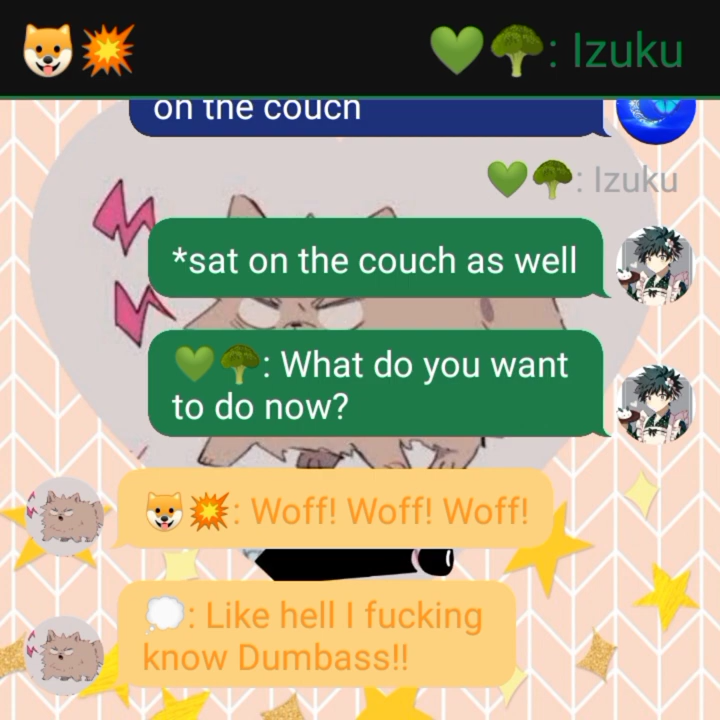 🐶💥 💚🥦: Izuku
on the couch
💚🥦: Izuku
*sat on the couch as well
💚🥦: What do you want
to do now?
🐶💥: Woff! Woff! Woff!
💭: Like hell I fucking
know Dumbass!!